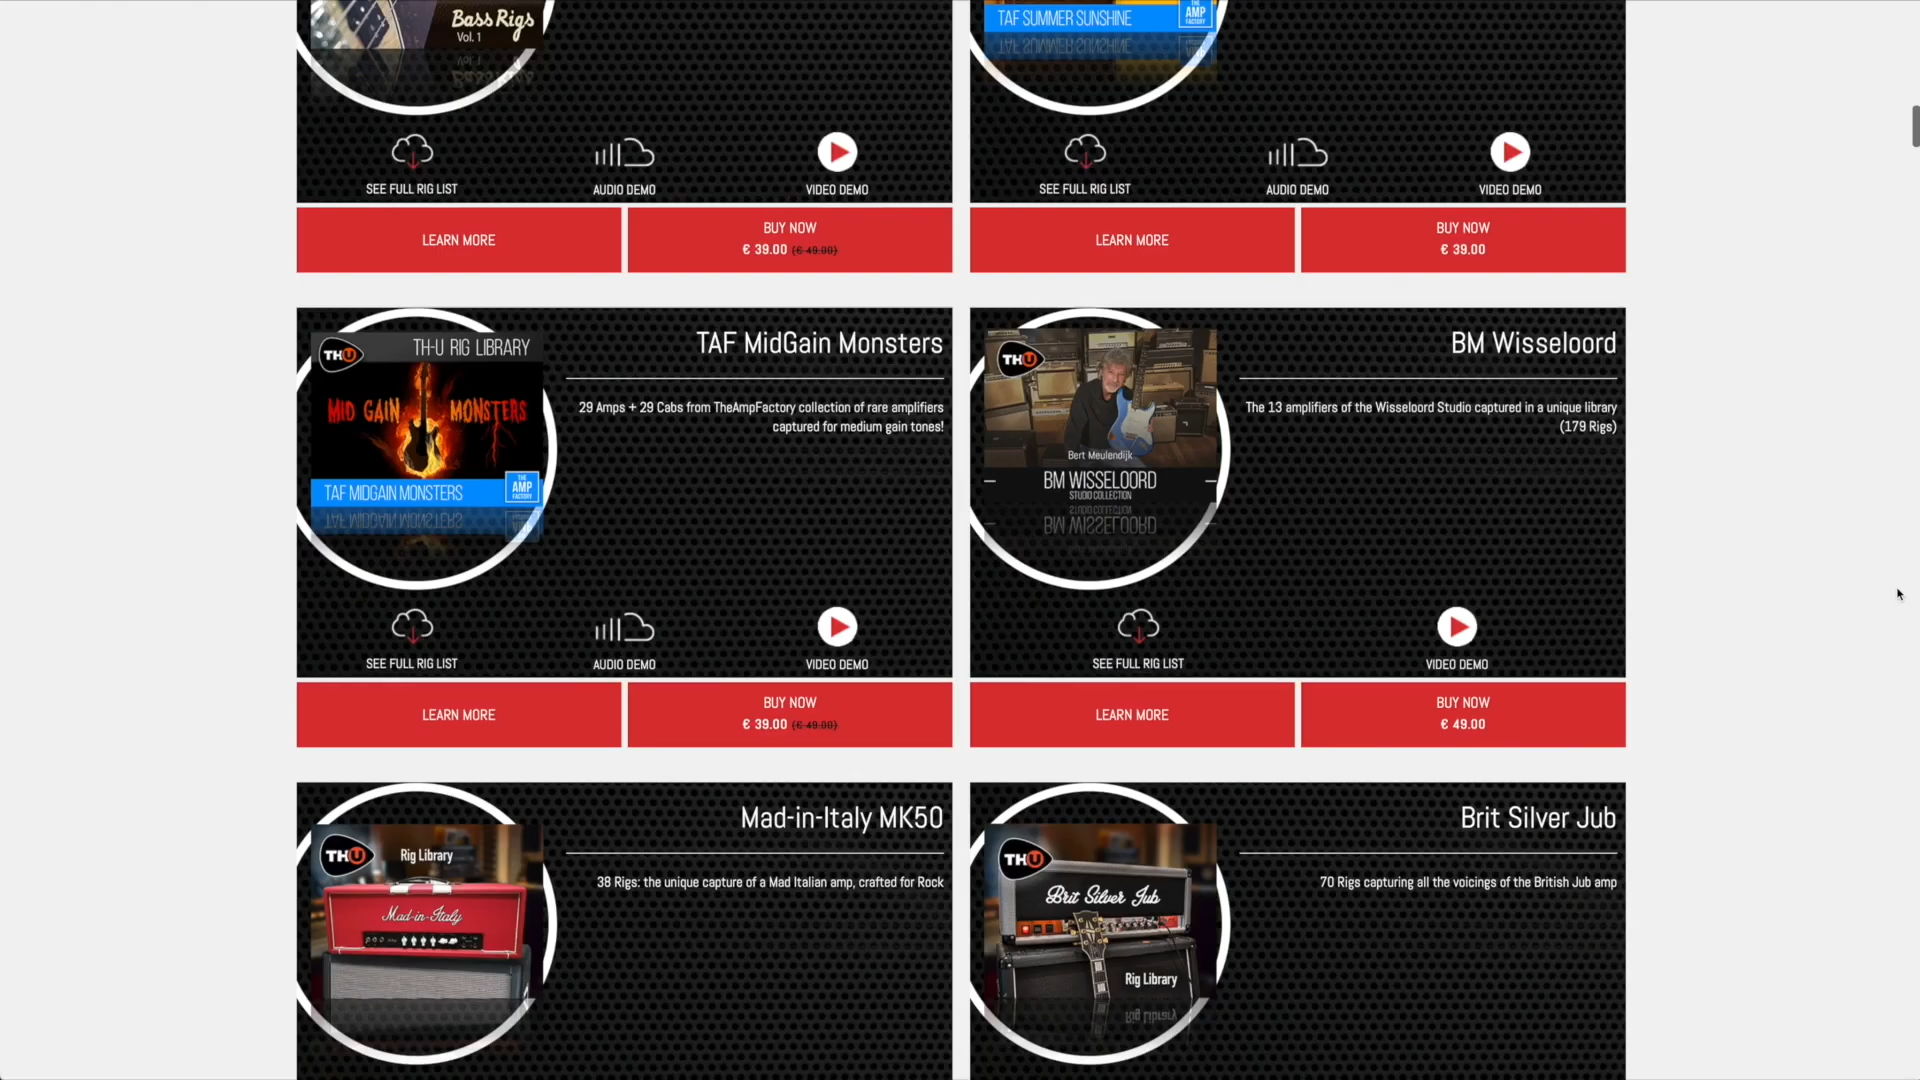 Bass Rigs
Vol. 1
SEE FULL RIG LIST
AUDIO DEMO
VIDEO DEMO
LEARN MORE
BUY NOW
€ 39.00 (€ 49.00)
TAF SUMMER SUNSHINE
THE
AMP
FACTORY
SEE FULL RIG LIST
AUDIO DEMO
VIDEO DEMO
LEARN MORE
BUY NOW
€ 39.00
TH-U
TH-U RIG LIBRARY
MID GAIN MONSTERS
TAF MIDGAIN MONSTERS
THE
AMP
FACTORY
TAF MidGain Monsters
29 Amps + 29 Cabs from TheAmpFactory collection of rare amplifiers
captured for medium gain tones!
SEE FULL RIG LIST
AUDIO DEMO
VIDEO DEMO
LEARN MORE
BUY NOW
€ 39.00 (€ 49.00)
TH-U
Bert Meulendijk
BM WISSELOORD
STUDIO COLLECTION
BM Wisseloord
The 13 amplifiers of the Wisseloord Studio captured in a unique library
(179 Rigs)
SEE FULL RIG LIST
VIDEO DEMO
LEARN MORE
BUY NOW
€ 49.00
TH-U
Rig Library
Mad-in-Italy
Mad-in-Italy MK50
38 Rigs: the unique capture of a Mad Italian amp, crafted for Rock
TH-U
Brit Silver Jub
Rig Library
Brit Silver Jub
70 Rigs capturing all the voicings of the British Jub amp